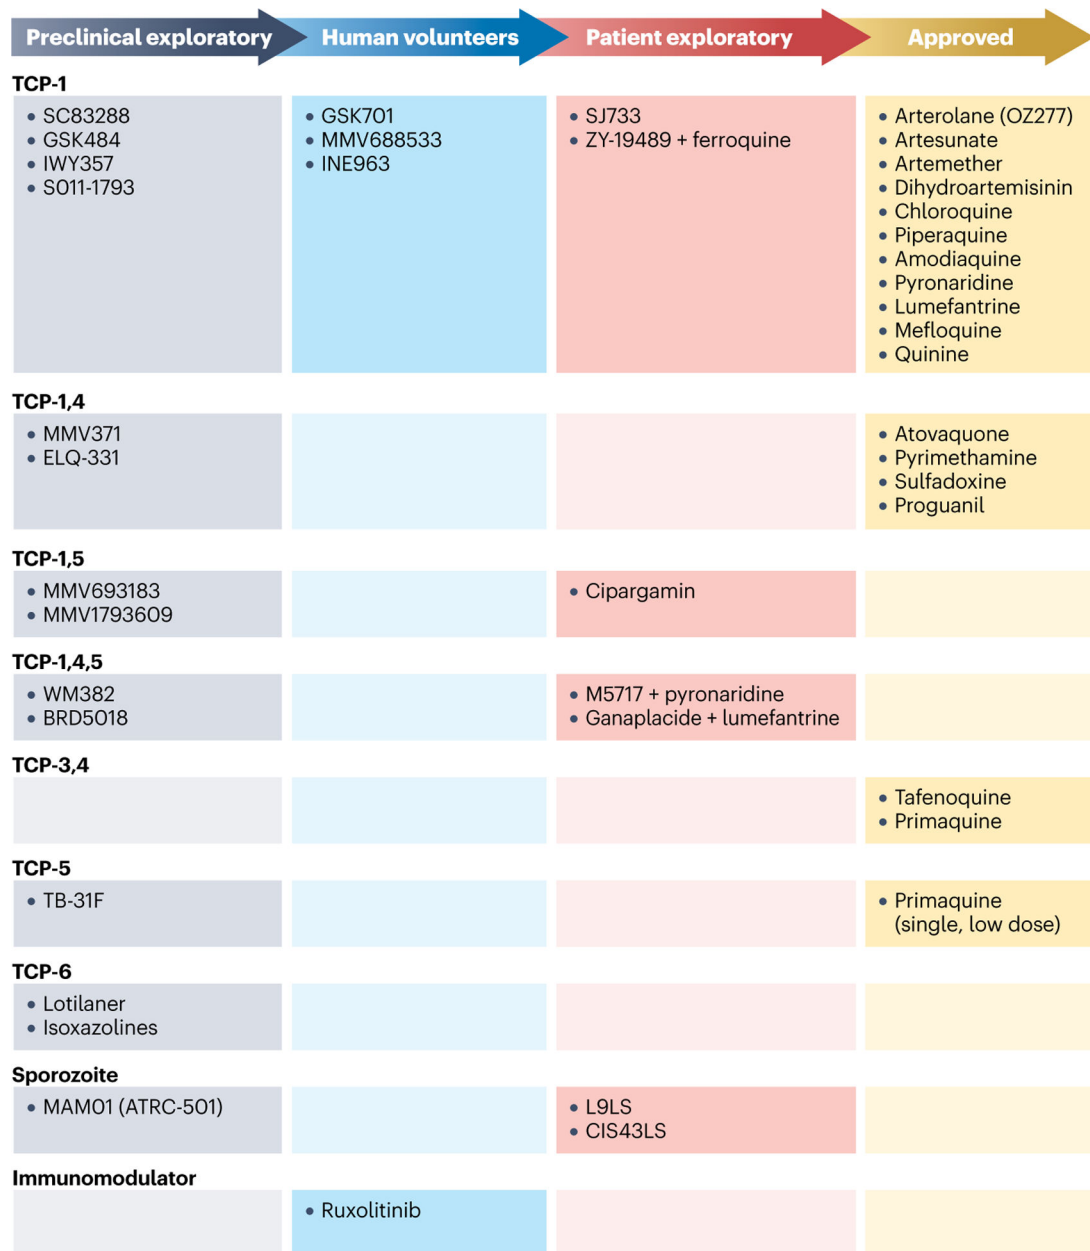 Preclinical exploratory
Human volunteers
Patient exploratory
Approved
TCP-1
• SC83288
• GSK484
• IWY357
• S011-1793
• GSK701
• MMV688533
• INE963
• SJ733
• ZY-19489 + ferroquine
• Arterolane (OZ277)
• Artesunate
• Artemether
• Dihydroartemisinin
• Chloroquine
• Piperaquine
• Amodiaquine
• Pyronaridine
• Lumefantrine
• Mefloquine
• Quinine
TCP-1,4
• MMV371
• ELQ-331
• Atovaquone
• Pyrimethamine
• Sulfadoxine
• Proguanil
TCP-1,5
• MMV693183
• MMV1793609
• Cipargamin
TCP-1,4,5
• WM382
• BRD5018
• M5717 + pyronaridine
• Ganaplacide + lumefantrine
TCP-3,4
• Tafenoquine
• Primaquine
TCP-5
• TB-31F
• Primaquine
(single, low dose)
TCP-6
• Lotilaner
• Isoxazolines
Sporozoite
• MAM01 (ATRC-501)
• L9LS
• CIS43LS
Immunomodulator
• Ruxolitinib